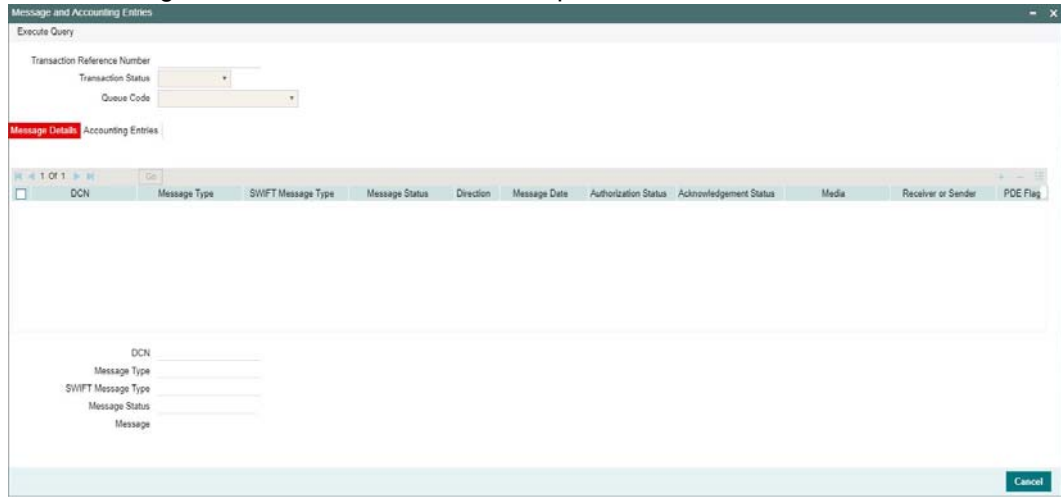 Message and Accounting Entries
Execute Query
Transaction Reference Number
Transaction Status
Queue Code
Message Details Accounting Entries
1 Of 1 Go
DCN Message Type SWIFT Message Type Message Status Direction Message Date Authorization Status Acknowledgement Status Media Receiver or Sender PDE Flag
DCN
Message Type
SWIFT Message Type
Message Status
Message
Cancel